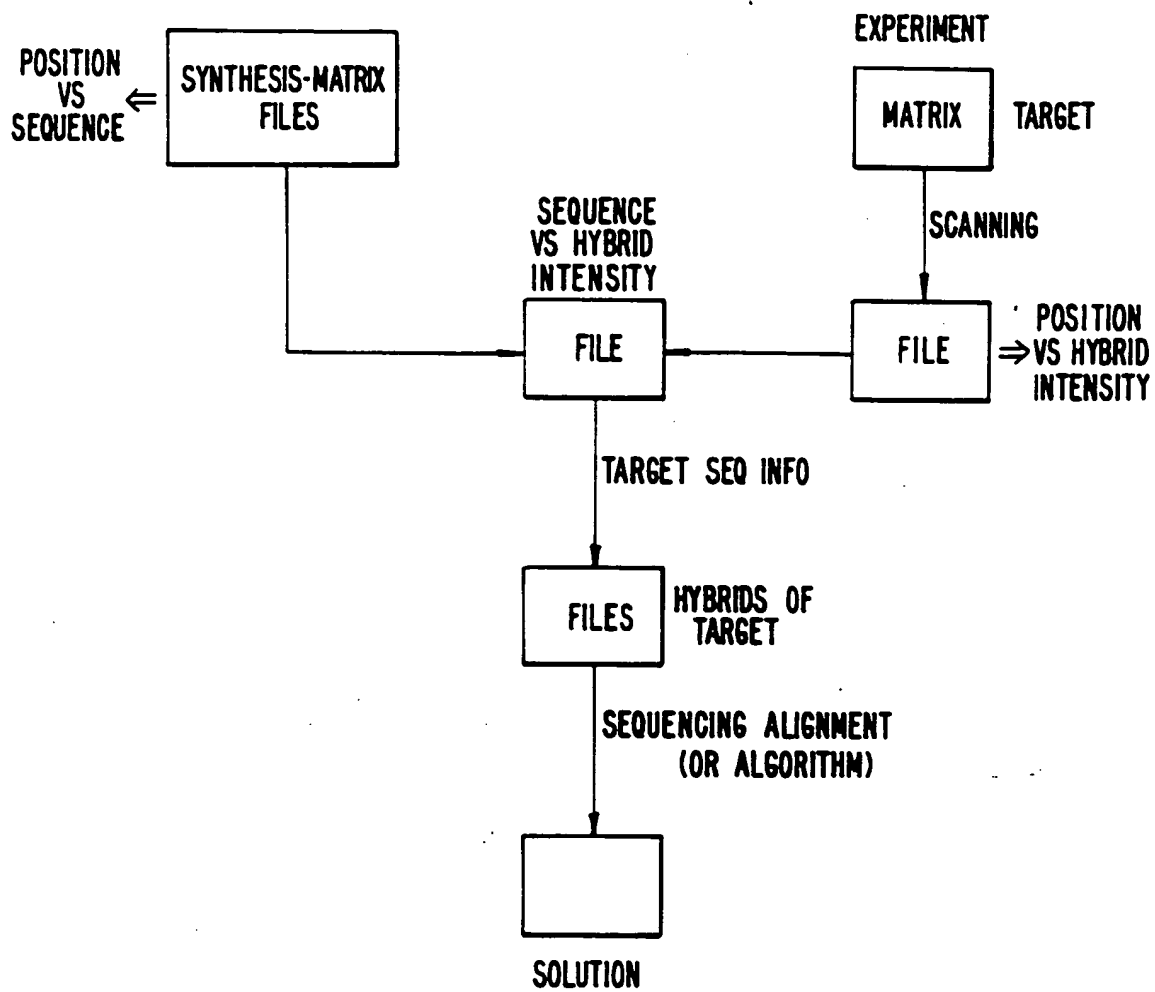 EXPERIMENT
POSITION
VS
SEQUENCE
SYNTHESIS-MATRIX
FILES
MATRIX
TARGET
SCANNING
SEQUENCE
VS HYBRID
INTENSITY
FILE
FILE
POSITION
VS HYBRID
INTENSITY
TARGET SEQ INFO
FILES
HYBRIDS OF
TARGET
SEQUENCING ALIGNMENT
(OR ALGORITHM)
SOLUTION